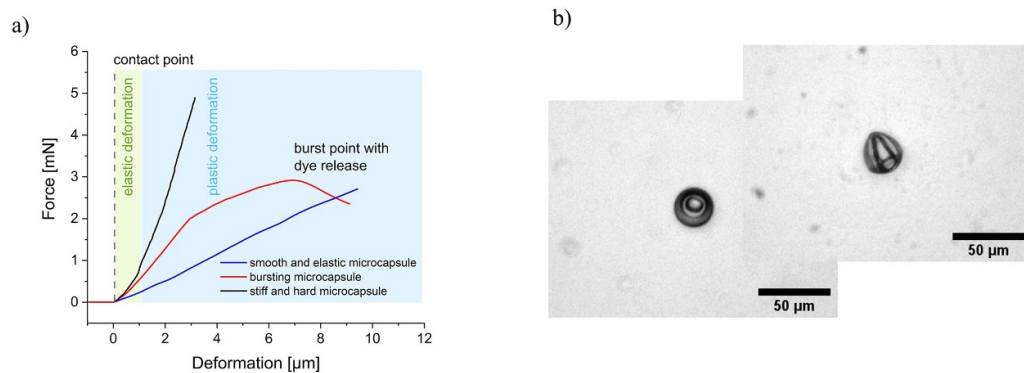 a)
contact point
elastic deformation
plastic deformation
burst point with
dye release
smooth and elastic microcapsule
bursting microcapsule
stiff and hard microcapsule
Force [mN]
6
5
4
3
2
1
0
0 2 4 6 8 10 12
Deformation [µm]
b)
50 µm
50 µm